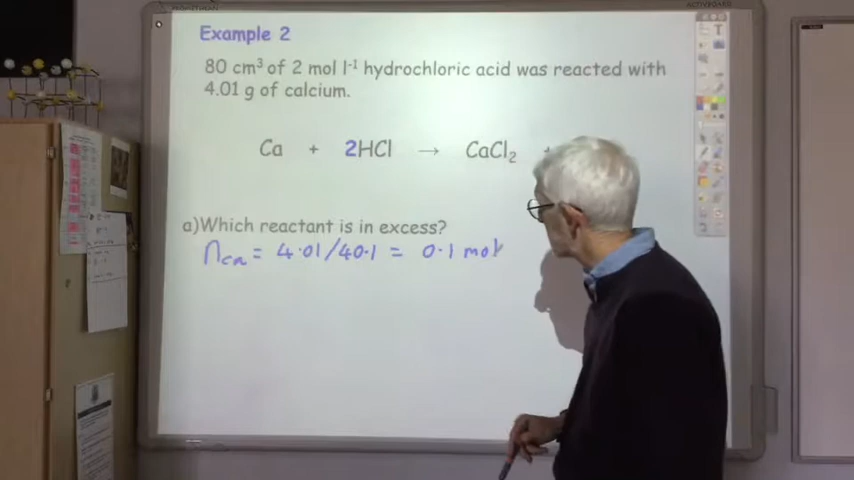 Example 2
80 cm³ of 2 mol l⁻¹ hydrochloric acid was reacted with
4.01 g of calcium.
Ca + 2HCl → CaCl₂ +
a)Which reactant is in excess?
nCa = 4.01/40.1 = 0.1 mol